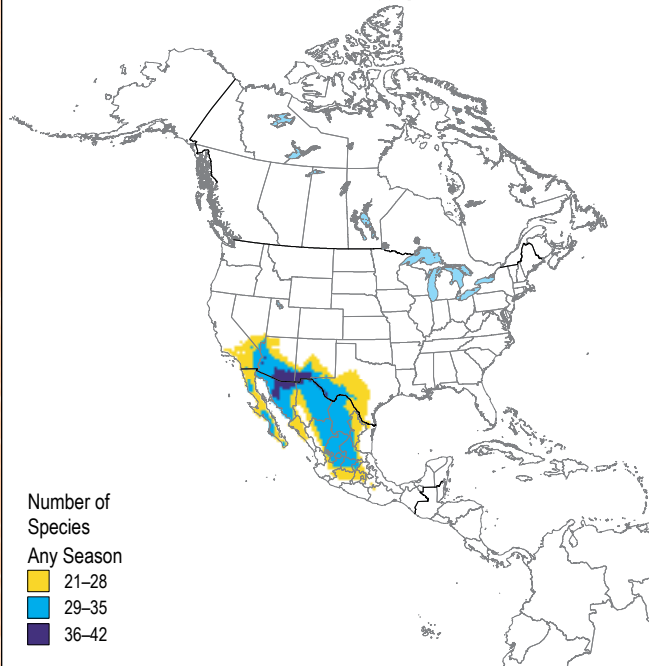 Number of
Species
Any Season
21–28
29–35
36–42